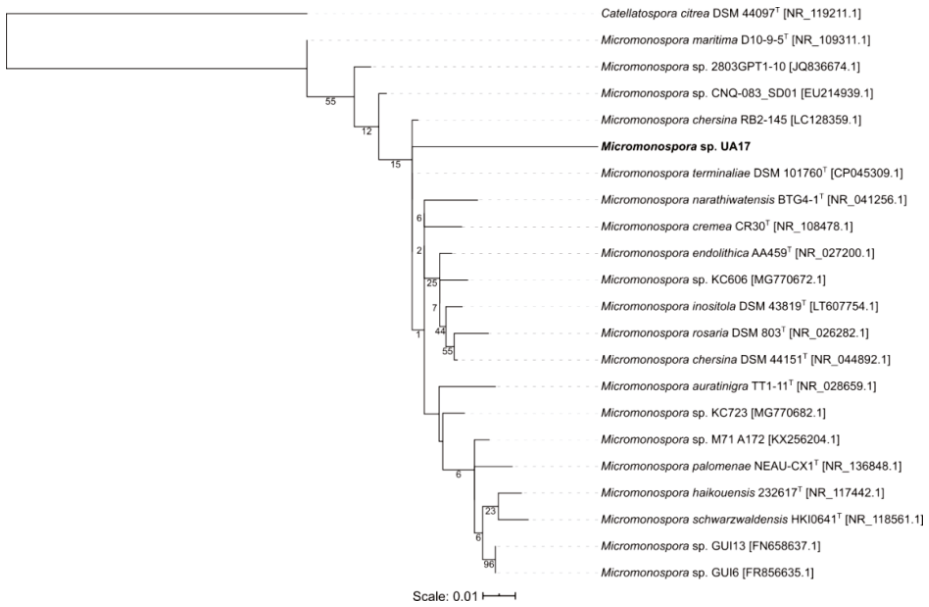 Catellatospora citrea DSM 44097T [NR_119211.1]
Micromonospora maritima D10-9-5T [NR_109311.1]
Micromonospora sp. 2803GPT1-10 [JQ836674.1]
55
Micromonospora sp. CNQ-083_SD01 [EU214939.1]
Micromonospora chersina RB2-145 [LC128359.1]
12
Micromonospora sp. UA17
15
Micromonospora terminaliae DSM 101760T [CP045309.1]
Micromonospora narathiwatensis BTG4-1T [NR_041256.1]
6
Micromonospora cremea CR30T [NR_108478.1]
2
Micromonospora endolithica AA459T [NR_027200.1]
25
Micromonospora sp. KC606 [MG770672.1]
7
Micromonospora inositola DSM 43819T [LT607754.1]
1
44
Micromonospora rosaria DSM 803T [NR_026282.1]
55
Micromonospora chersina DSM 44151T [NR_044892.1]
Micromonospora auratinigra TT1-11T [NR_028659.1]
Micromonospora sp. KC723 [MG770682.1]
Micromonospora sp. M71 A172 [KX256204.1]
Micromonospora palomenae NEAU-CX1T [NR_136848.1]
6
Micromonospora haikouensis 232617T [NR_117442.1]
23
Micromonospora schwarzwaldensis HKI0641T [NR_118561.1]
6
Micromonospora sp. GUI13 [FN658637.1]
96
Micromonospora sp. GUI6 [FR856635.1]
Scale: 0.01